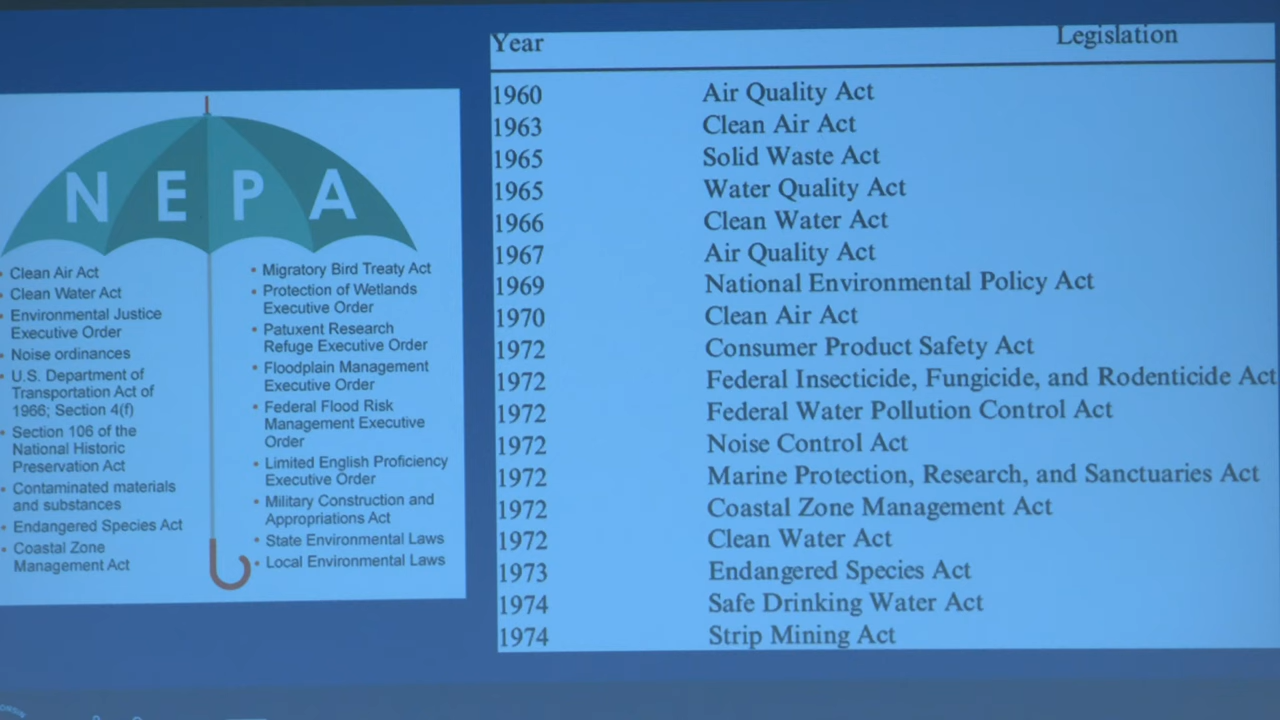 NEPA
• Clean Air Act
• Clean Water Act
• Environmental Justice
Executive Order
• Noise ordinances
• U.S. Department of
Transportation Act of
1966; Section 4(f)
• Section 106 of the
National Historic
Preservation Act
• Contaminated materials
and substances
• Endangered Species Act
• Coastal Zone
Management Act
• Migratory Bird Treaty Act
• Protection of Wetlands
Executive Order
• Patuxent Research
Refuge Executive Order
• Floodplain Management
Executive Order
• Federal Flood Risk
Management Executive
Order
• Limited English Proficiency
Executive Order
• Military Construction and
Appropriations Act
• State Environmental Laws
• Local Environmental Laws
Year Legislation
1960 Air Quality Act
1963 Clean Air Act
1965 Solid Waste Act
1965 Water Quality Act
1966 Clean Water Act
1967 Air Quality Act
1969 National Environmental Policy Act
1970 Clean Air Act
1972 Consumer Product Safety Act
1972 Federal Insecticide, Fungicide, and Rodenticide Act
1972 Federal Water Pollution Control Act
1972 Noise Control Act
1972 Marine Protection, Research, and Sanctuaries Act
1972 Coastal Zone Management Act
1972 Clean Water Act
1973 Endangered Species Act
1974 Safe Drinking Water Act
1974 Strip Mining Act